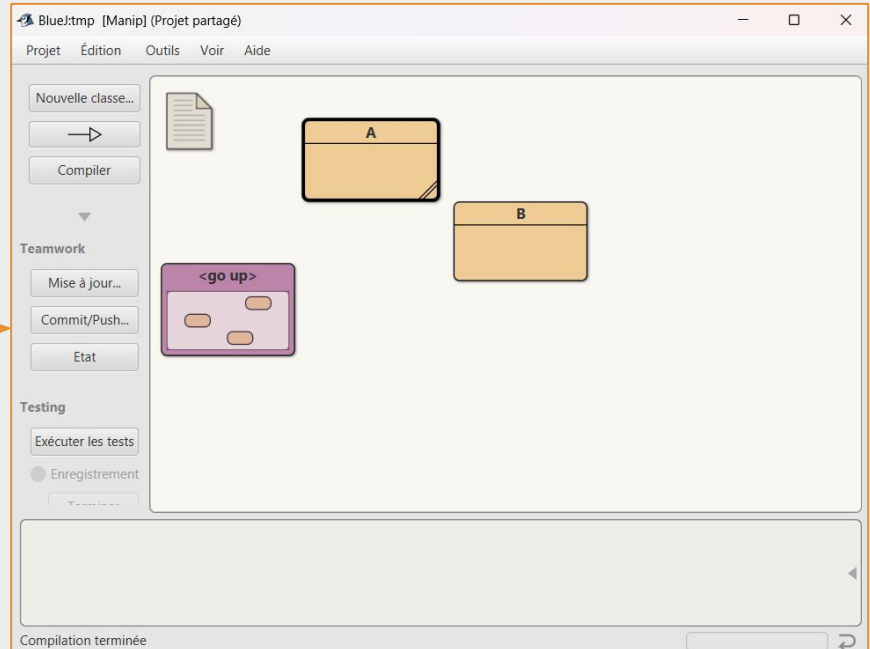 BlueJ:tmp [Manip] (Projet partagé)
Projet Édition Outils Voir Aide
Nouvelle classe...
Compiler
Teamwork
Mise à jour...
Commit/Push...
Etat
Testing
Exécuter les tests
Enregistrement
Terminer
A
B
<go up>
Compilation terminée